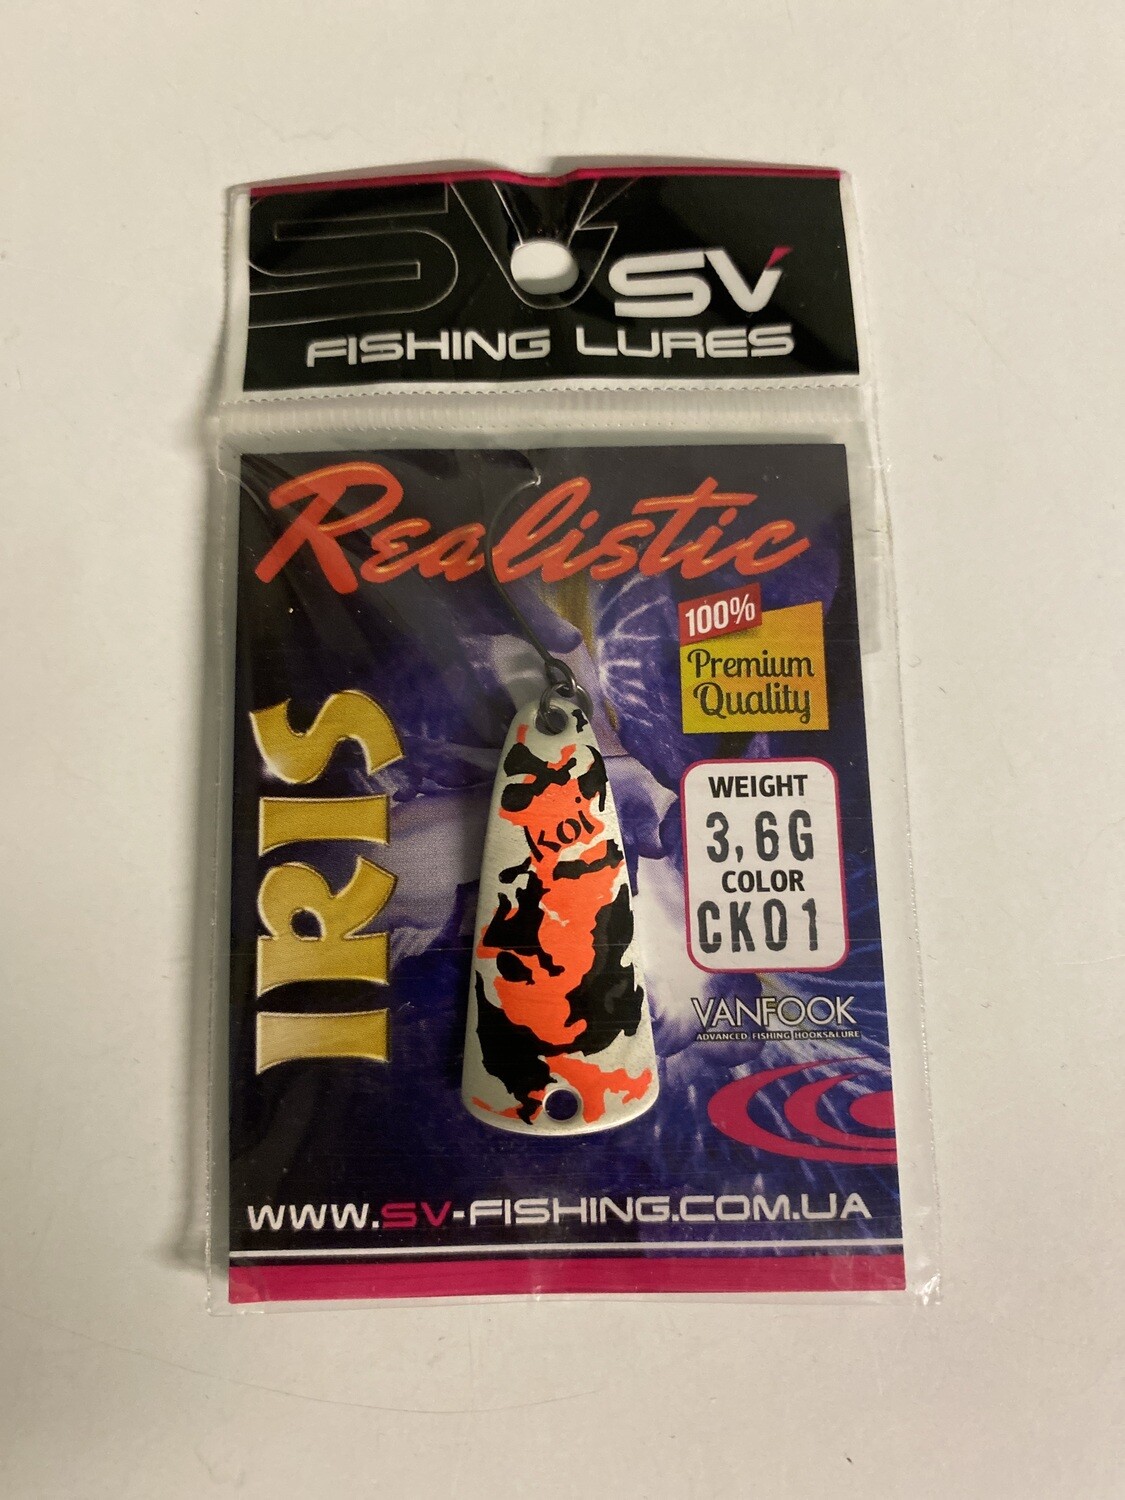 SV
SV
FISHING LURES
Realistic
100%
Premium
Quality
IRIS
WEIGHT
3,6G
COLOR
CK01
koi
VANFOOK
ADVANCED FISHING HOOKS&LURE
WWW.SV-FISHING.COM.UA